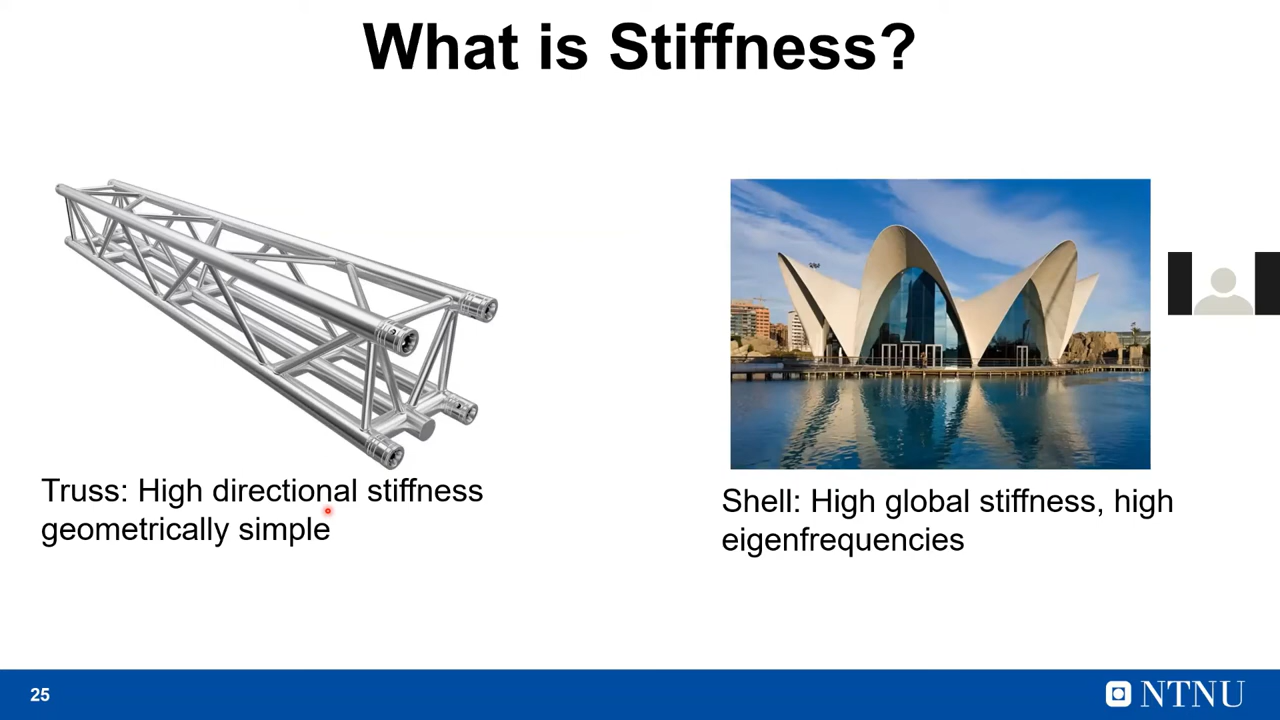 What is Stiffness?
Truss: High directional stiffness
geometrically simple
Shell: High global stiffness, high
eigenfrequencies
25
NTNU